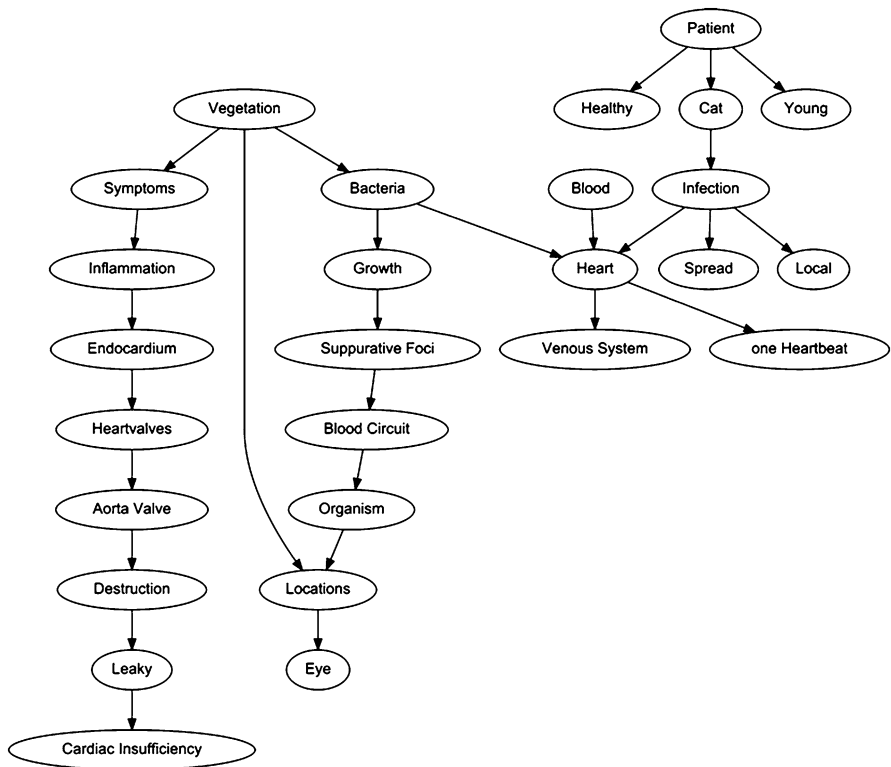 Patient
Vegetation
Healthy
Cat
Young
Symptoms
Bacteria
Blood
Infection
Inflammation
Growth
Heart
Spread
Local
Endocardium
Suppurative Foci
Venous System
one Heartbeat
Heartvalves
Blood Circuit
Aorta Valve
Organism
Destruction
Locations
Leaky
Eye
Cardiac Insufficiency